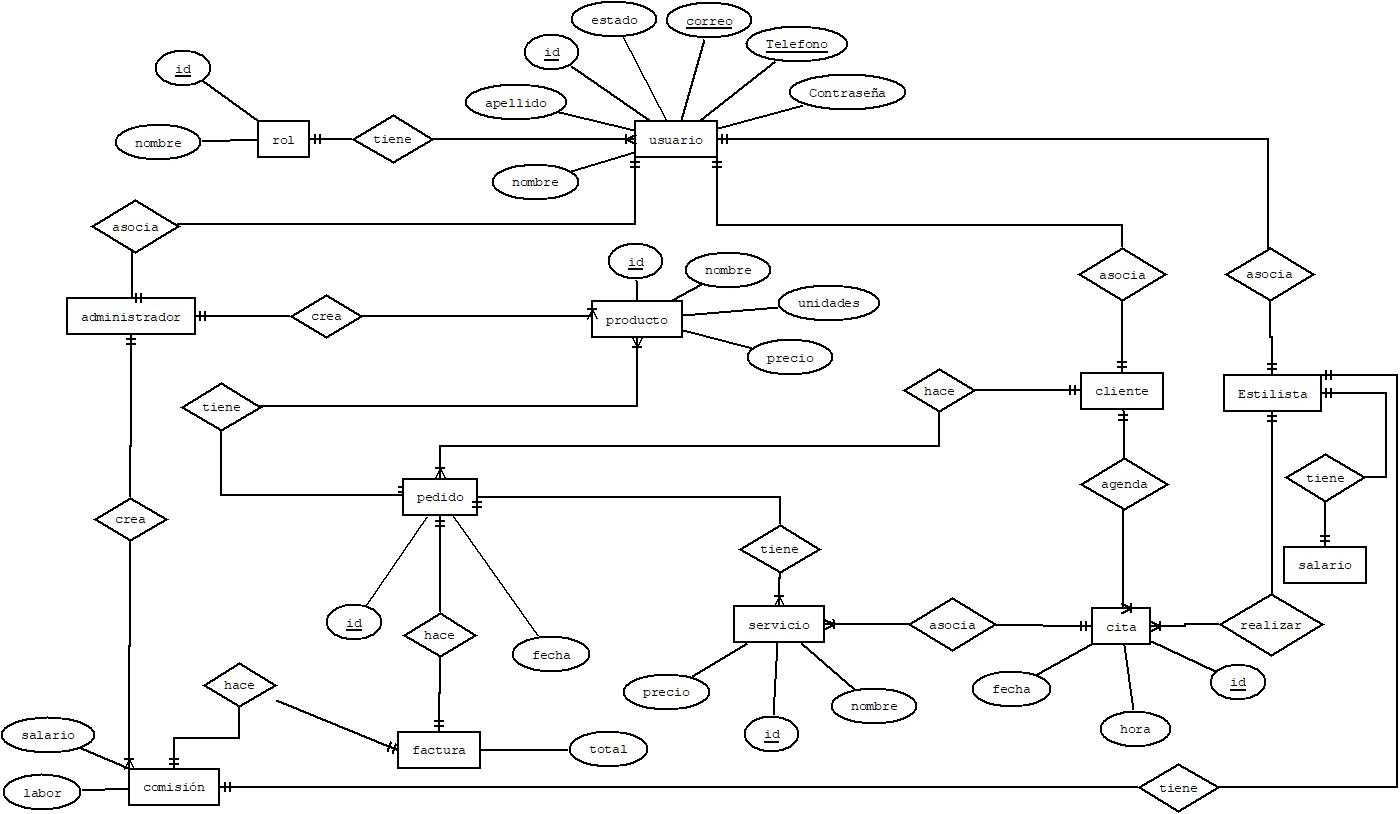 estado
correo
id
Telefono
id
apellido
Contraseña
nombre
rol
tiene
usuario
nombre
asocia
id
nombre
asocia
asocia
unidades
administrador
crea
producto
precio
tiene
hace
cliente
Estilista
tiene
pedido
agenda
crea
tiene
salario
id
hace
fecha
servicio
asocia
cita
realizar
hace
precio
id
nombre
fecha
id
hora
salario
factura
total
labor
comisión
tiene